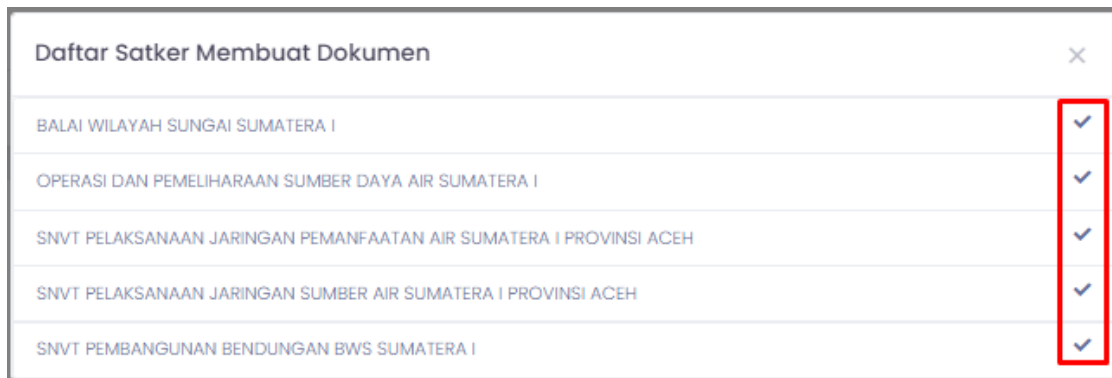 Daftar Satker Membuat Dokumen
BALAI WILAYAH SUNGAI SUMATERA I
OPERASI DAN PEMELIHARAAN SUMBER DAYA AIR SUMATERA I
SNVT PELAKSANAAN JARINGAN PEMANFAATAN AIR SUMATERA I PROVINSI ACEH
SNVT PELAKSANAAN JARINGAN SUMBER AIR SUMATERA I PROVINSI ACEH
SNVT PEMBANGUNAN BENDUNGAN BWS SUMATERA I